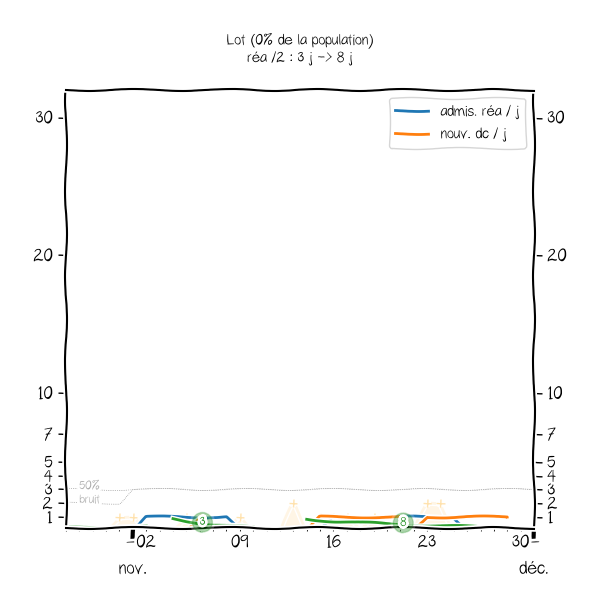 Lot (0% de la population)
réa /2 : 3 j -> 8 j
admis. réa / j
nouv. dc / j
30 30
20 20
10 10
7 7
5 5
4 4
3 3
2 2
1 1
50%
bruit
3 8
02 09 16 23 30
nov. déc.